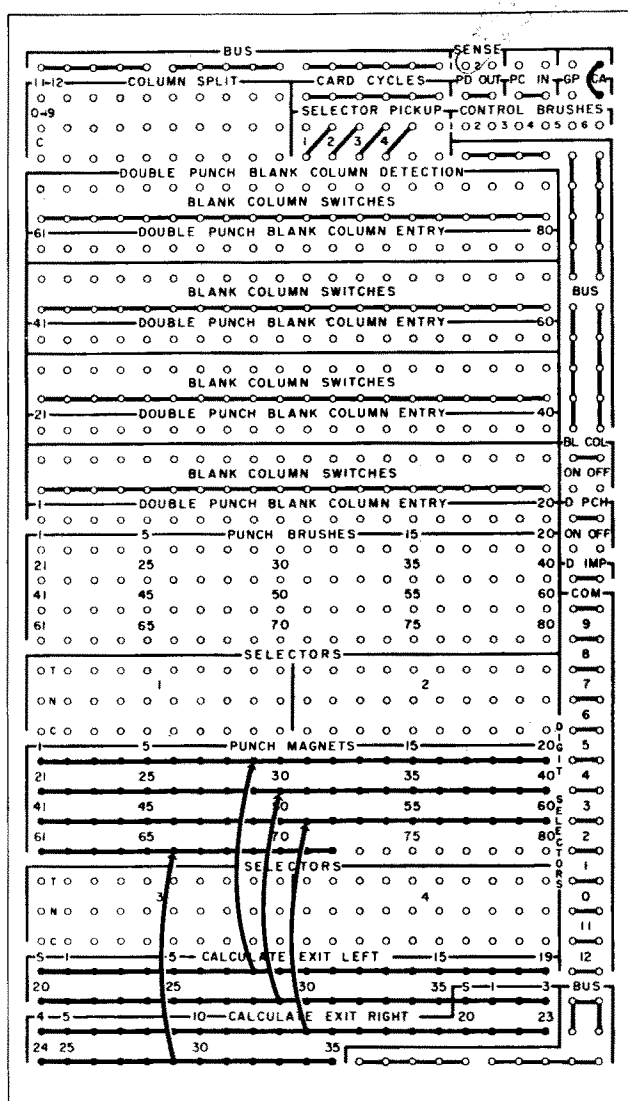 BUS SENSE
2
11-12 COLUMN SPLIT CARD CYCLES PD OUT PC IN GP CA
0-9 SELECTOR PICKUP CONTROL BRUSHES
2 3 4 5 6
C 1 2 3 4
DOUBLE PUNCH BLANK COLUMN DETECTION
BLANK COLUMN SWITCHES
61 DOUBLE PUNCH BLANK COLUMN ENTRY 80
BLANK COLUMN SWITCHES BUS
41 DOUBLE PUNCH BLANK COLUMN ENTRY 60
BLANK COLUMN SWITCHES
21 DOUBLE PUNCH BLANK COLUMN ENTRY 40
BL COL
BLANK COLUMN SWITCHES ON OFF
1 DOUBLE PUNCH BLANK COLUMN ENTRY 20 D PCH
1 5 PUNCH BRUSHES 15 20 ON OFF
21 25 30 35 40 D IMP
41 45 50 55 60 COM
61 65 70 75 80 9
SELECTORS 8
T 1 2 7
N 6
C
1 5 PUNCH MAGNETS 15 20 5
21 25 30 35 40 4
41 45 55 60 3
61 65 70 75 80 2
SELECTORS 1
T 3 4 0
N 11
C
S 1 5 CALCULATE EXIT LEFT 15 19 12
20 25 30 35 S 1 3 BUS
4 5 10 CALCULATE EXIT RIGHT 20 23
24 25 30 35
DIGIT SELECTORS